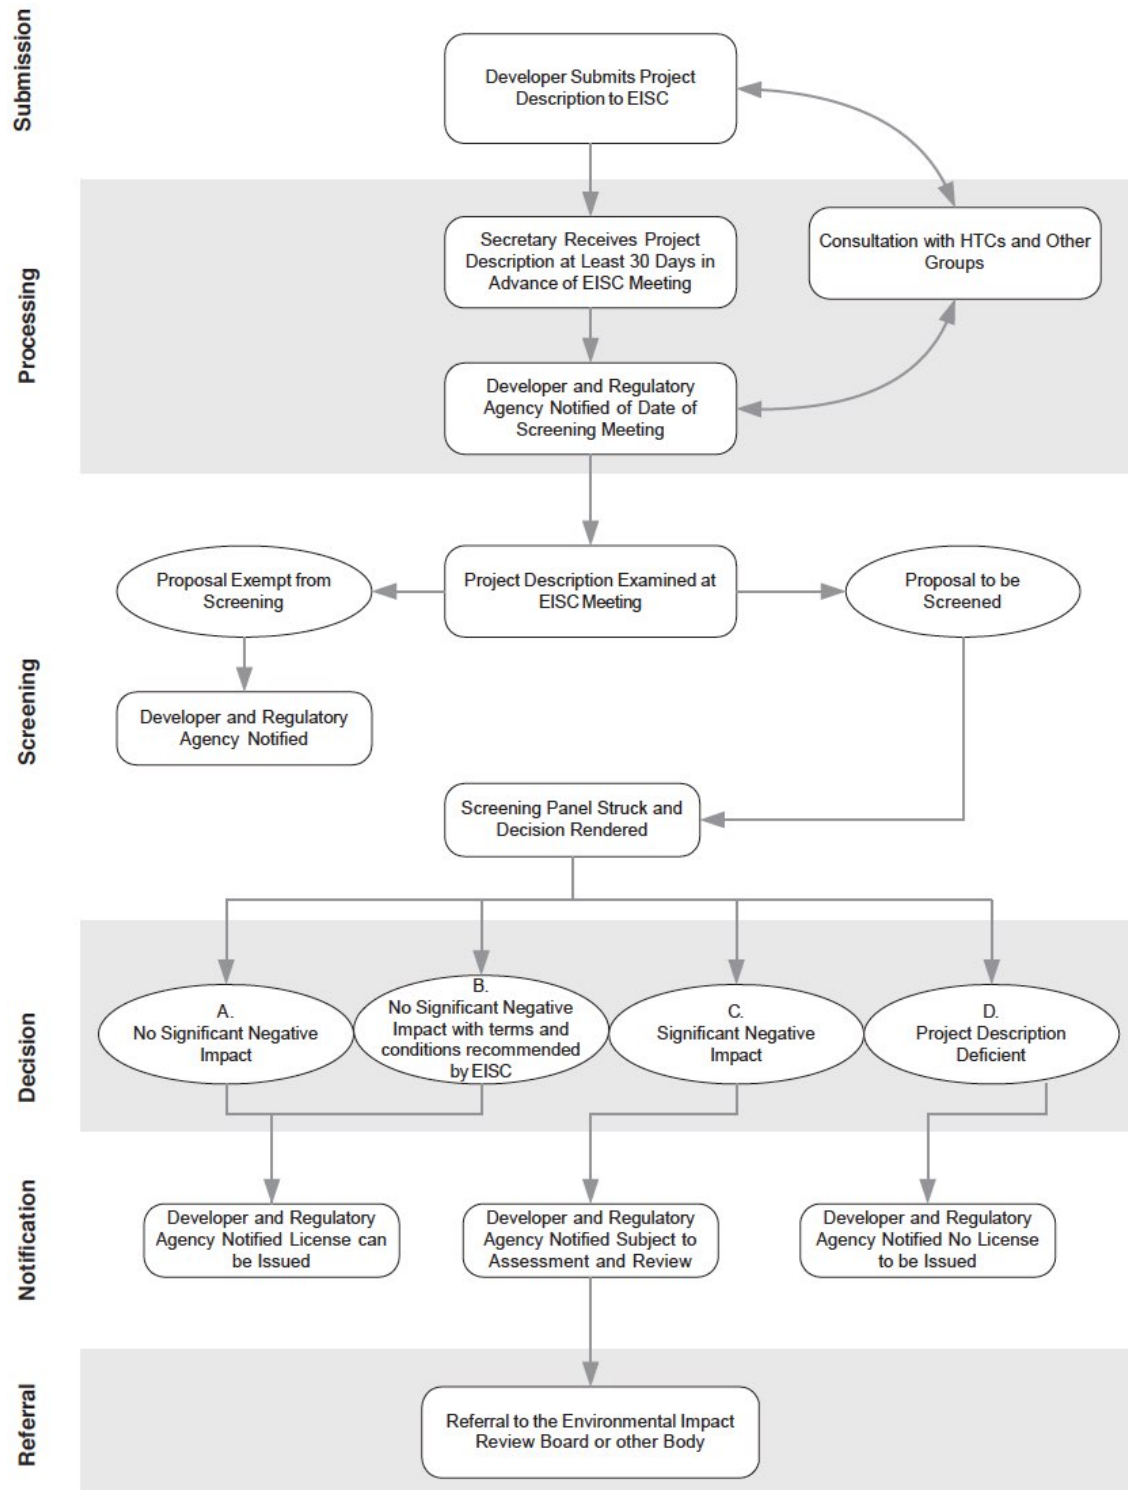 Submission
Developer Submits Project
Description to EISC
Processing
Secretary Receives Project
Description at Least 30 Days in
Advance of EISC Meeting
Consultation with HTCs and Other
Groups
Developer and Regulatory
Agency Notified of Date of
Screening Meeting
Screening
Proposal Exempt from
Screening
Project Description Examined at
EISC Meeting
Proposal to be
Screened
Developer and Regulatory
Agency Notified
Screening Panel Struck and
Decision Rendered
Decision
A.
No Significant Negative
Impact
B.
No Significant Negative
Impact with terms and
conditions recommended
by EISC
C.
Significant Negative
Impact
D.
Project Description
Deficient
Notification
Developer and Regulatory
Agency Notified License can
be Issued
Developer and Regulatory
Agency Notified Subject to
Assessment and Review
Developer and Regulatory
Agency Notified No License
to be Issued
Referral
Referral to the Environmental Impact
Review Board or other Body